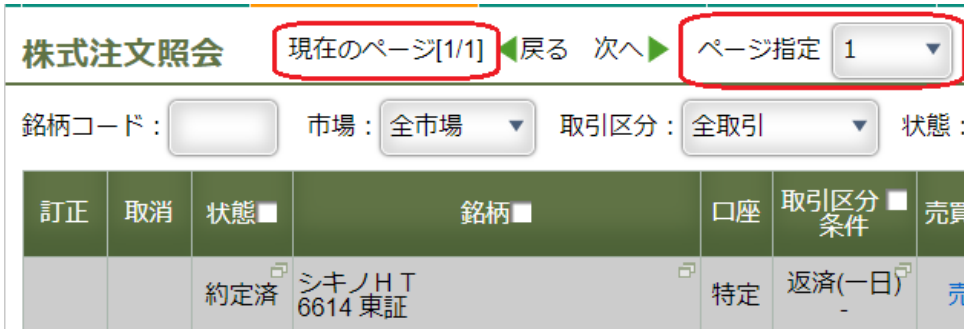 株式注文照会 現在のページ[1/1] ◀戻る 次へ▶ ページ指定 1
銘柄コード： 市場： 全市場 取引区分： 全取引 状態：
訂正 取消 状態 銘柄 口座 取引区分 売買
条件
約定済 シキノＨＴ 特定 返済(一日) 売
6614 東証 -